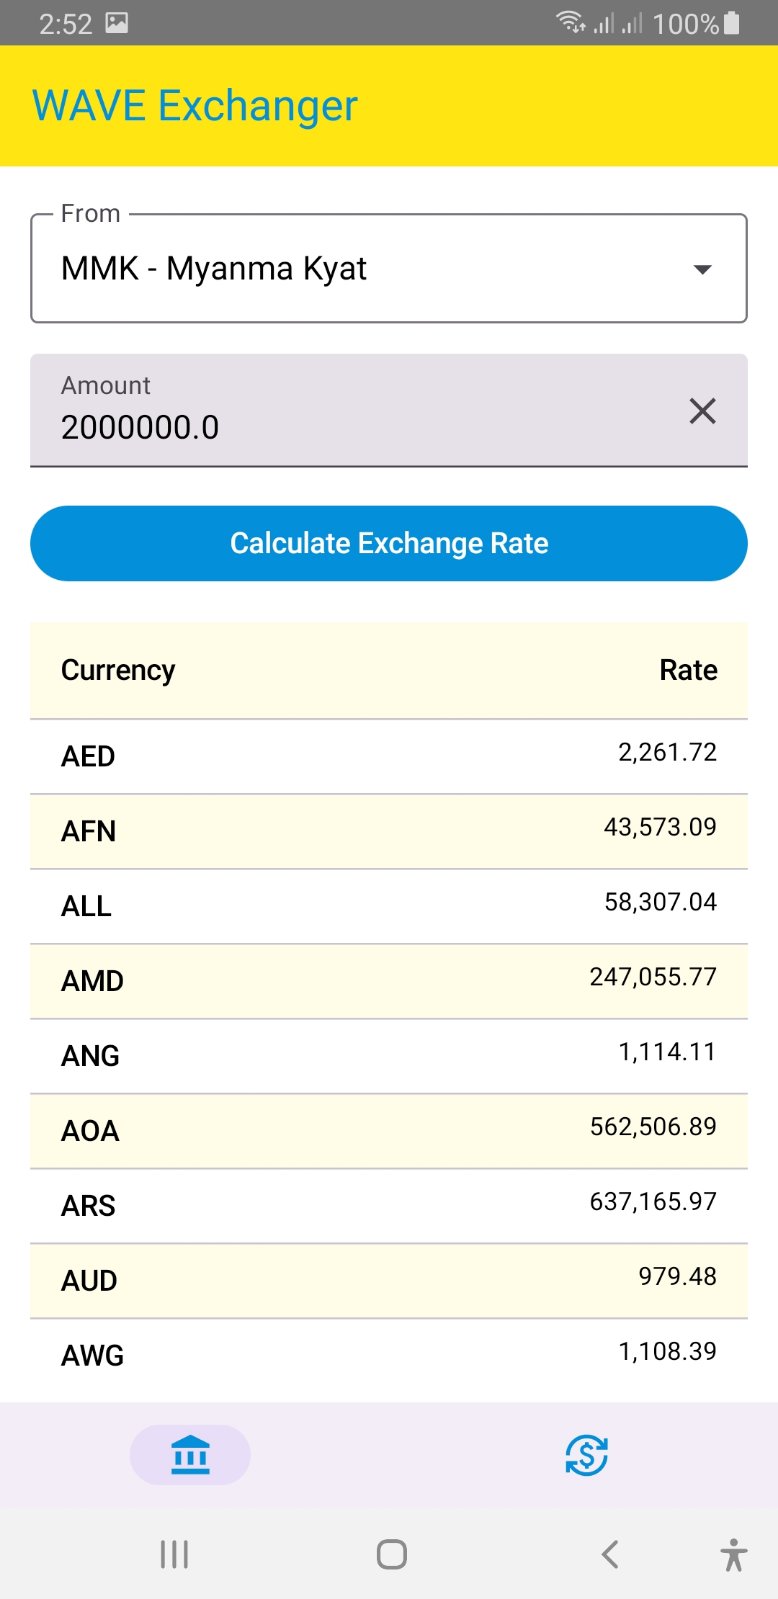 2:52 100%
WAVE Exchanger
From
MMK - Myanma Kyat
Amount
2000000.0
Calculate Exchange Rate
Currency Rate
AED 2,261.72
AFN 43,573.09
ALL 58,307.04
AMD 247,055.77
ANG 1,114.11
AOA 562,506.89
ARS 637,165.97
AUD 979.48
AWG 1,108.39